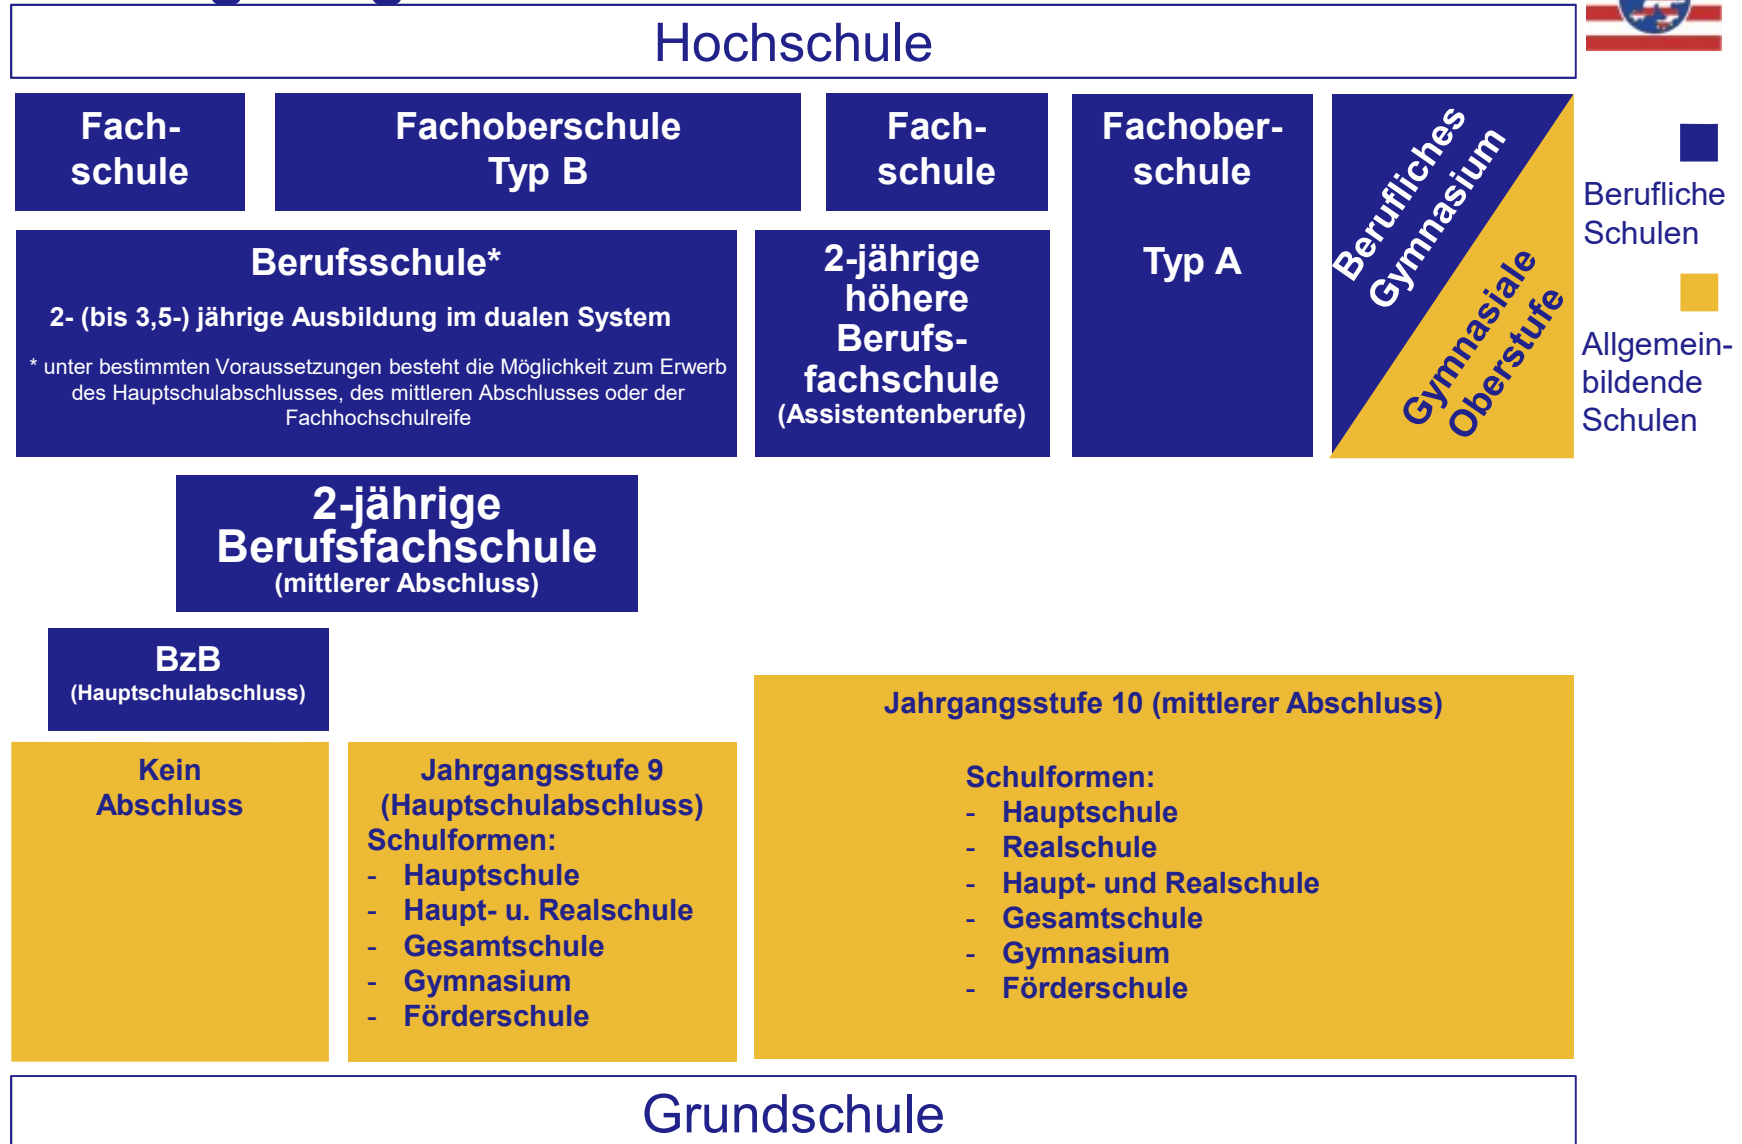 Hochschule
Fach-
schule
Fachoberschule
Typ B
Fach-
schule
Fachober-
schule
Typ A
Berufliches
Gymnasium
Gymnasiale
Oberstufe
Berufliche
Schulen
Allgemein-
bildende
Schulen
Berufsschule*
2- (bis 3,5-) jährige Ausbildung im dualen System
* unter bestimmten Voraussetzungen besteht die Möglichkeit zum Erwerb
des Hauptschulabschlusses, des mittleren Abschlusses oder der
Fachhochschulreife
2-jährige
höhere
Berufs-
fachschule
(Assistentenberufe)
2-jährige
Berufsfachschule
(mittlerer Abschluss)
BzB
(Hauptschulabschluss)
Kein
Abschluss
Jahrgangsstufe 9
(Hauptschulabschluss)
Schulformen:
- Hauptschule
- Haupt- u. Realschule
- Gesamtschule
- Gymnasium
- Förderschule
Jahrgangsstufe 10 (mittlerer Abschluss)
Schulformen:
- Hauptschule
- Realschule
- Haupt- und Realschule
- Gesamtschule
- Gymnasium
- Förderschule
Grundschule